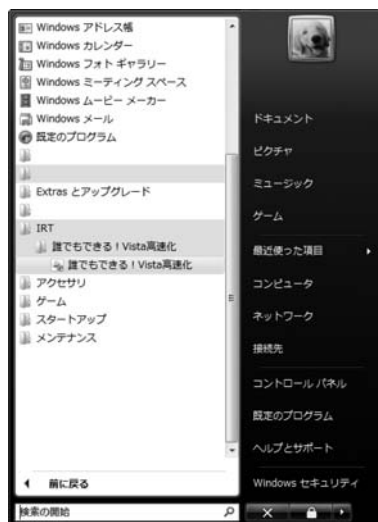 Windows アドレス帳
Windows カレンダー
Windows フォト ギャラリー
Windows ミーティング スペース
Windows ムービー メーカー
Windows メール
既定のプログラム
Extras とアップグレード
IRT
誰でもできる！Vista高速化
誰でもできる！Vista高速化
アクセサリ
ゲーム
スタートアップ
メンテナンス
前に戻る
検索の開始
ドキュメント
ピクチャ
ミュージック
ゲーム
最近使った項目
コンピュータ
ネットワーク
接続先
コントロール パネル
既定のプログラム
ヘルプとサポート
Windows セキュリティ